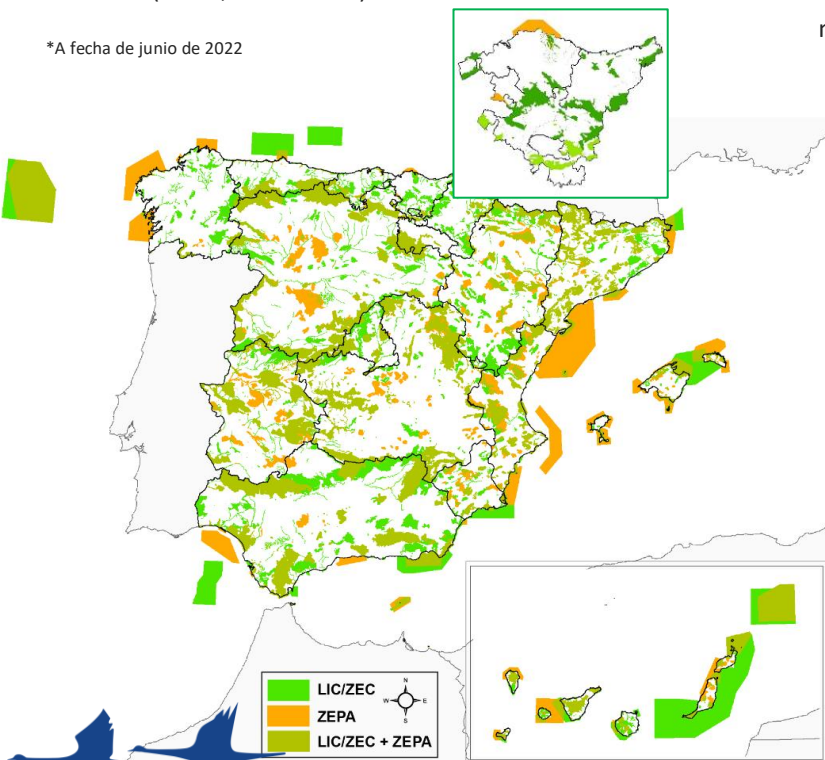 *A fecha de junio de 2022
N
W E
S
LIC/ZEC
ZEPA
LIC/ZEC + ZEPA